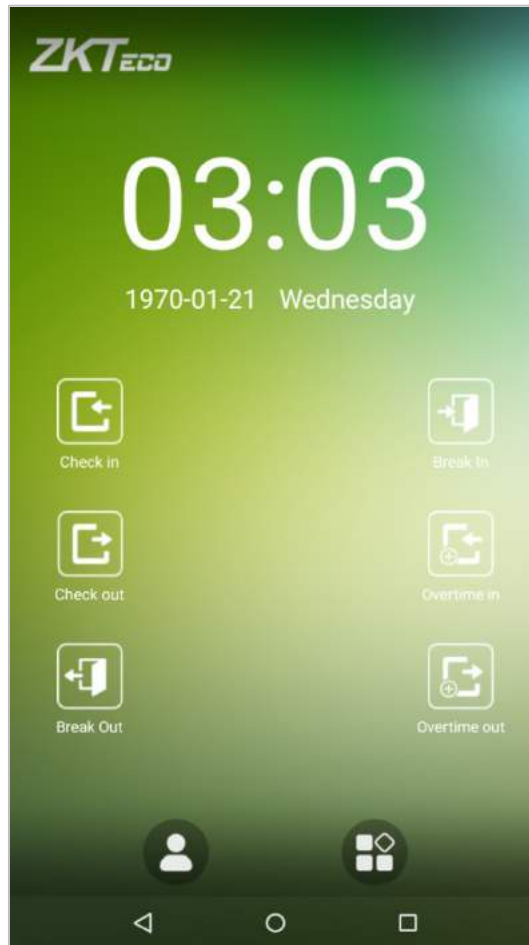 ZKTECO
03:03
1970-01-21 Wednesday
Check in
Break In
Check out
Overtime in
Break Out
Overtime out